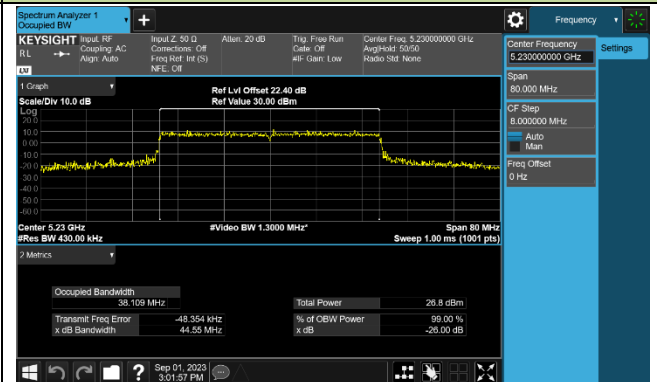 Spectrum Analyzer 1
Occupied BW
Frequency
KEYSIGHT
RL
LXI
Input: RF
Coupling: AC
Align: Auto
Input Z: 50 Ω
Corrections: Off
Freq Ref: Int (S)
NFE: Off
Atten: 20 dB
Trig: Free Run
Gate: Off
#IF Gain: Low
Center Freq: 5.230000000 GHz
Avg|Hold: 50/50
Radio Std: None
Center Frequency
5.230000000 GHz
Settings
Span
80.000 MHz
CF Step
8.000000 MHz
Auto
Man
Freq Offset
0 Hz
1 Graph
Scale/Div 10.0 dB
Ref Lvl Offset 22.40 dB
Ref Value 30.00 dBm
Log
20.0
10.0
0.00
-10.0
-20.0
-30.0
-40.0
-50.0
-60.0
Center 5.23 GHz
#Video BW 1.3000 MHz*
Span 80 MHz
#Res BW 430.00 kHz
Sweep 1.00 ms (1001 pts)
2 Metrics
Occupied Bandwidth
38.109 MHz
Total Power 26.8 dBm
Transmit Freq Error -48.354 kHz
% of OBW Power 99.00 %
x dB Bandwidth 44.55 MHz
x dB -26.00 dB
Sep 01, 2023
3:01:57 PM